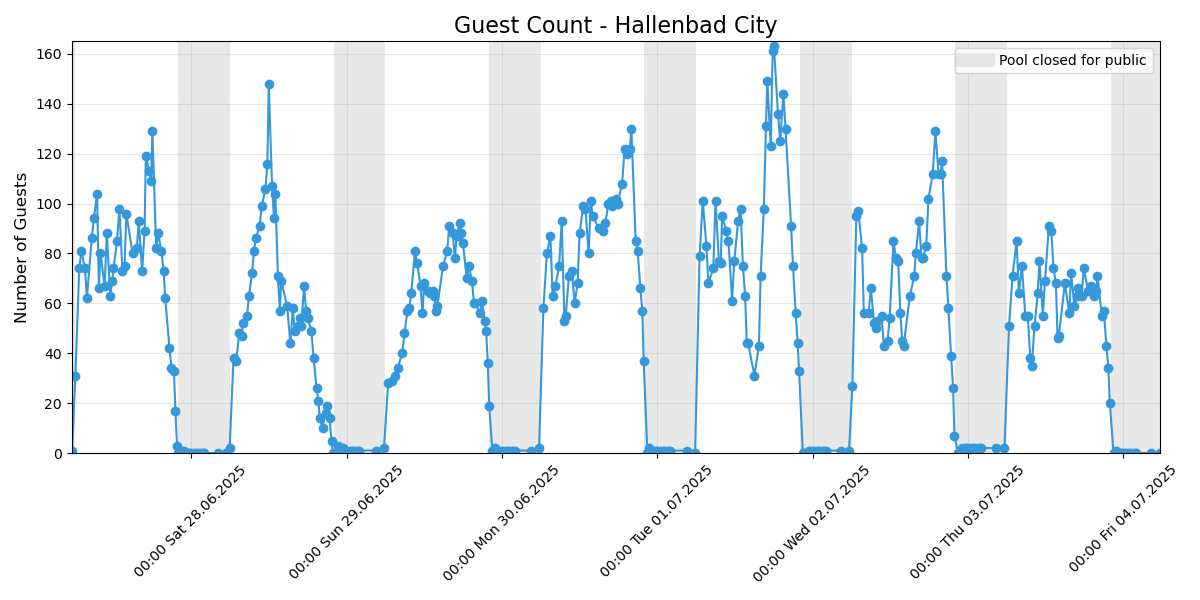 Guest Count - Hallenbad City
Pool closed for public
Number of Guests
160
140
120
100
80
60
40
20
0
00:00 Sat 28.06.2025
00:00 Sun 29.06.2025
00:00 Mon 30.06.2025
00:00 Tue 01.07.2025
00:00 Wed 02.07.2025
00:00 Thu 03.07.2025
00:00 Fri 04.07.2025